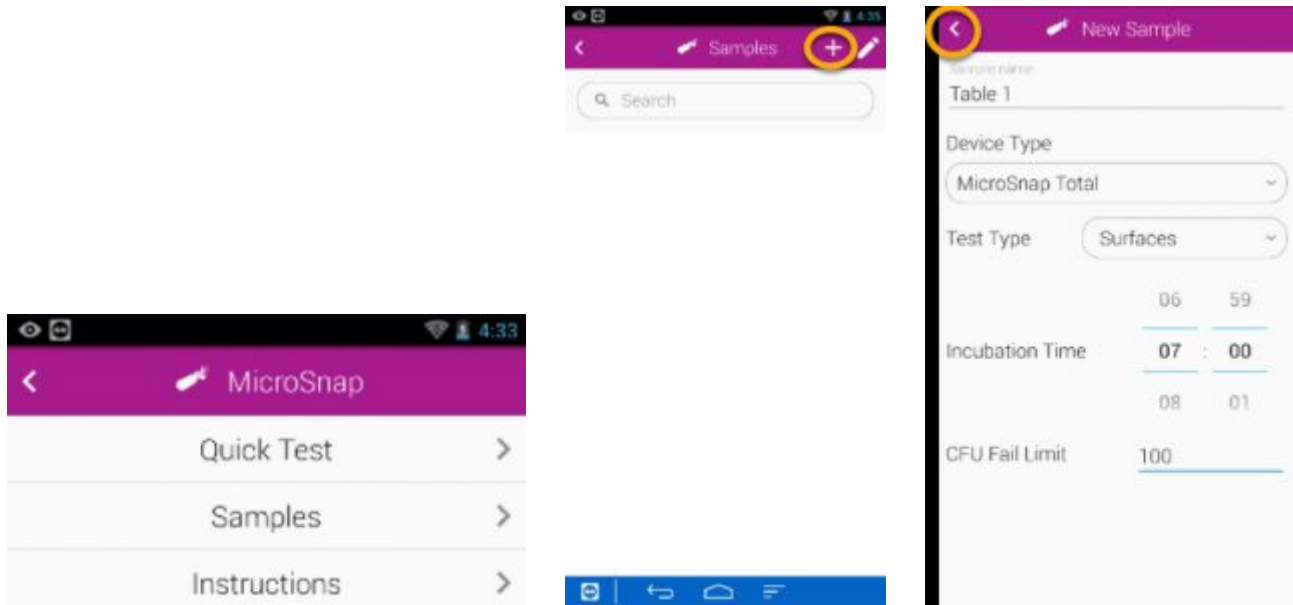 4:33
MicroSnap
Quick Test
Samples
Instructions
4:35
Samples
Search
New Sample
Sample name
Table 1
Device Type
MicroSnap Total
Test Type Surfaces
06 59
Incubation Time 07 : 00
08 01
CFU Fail Limit 100